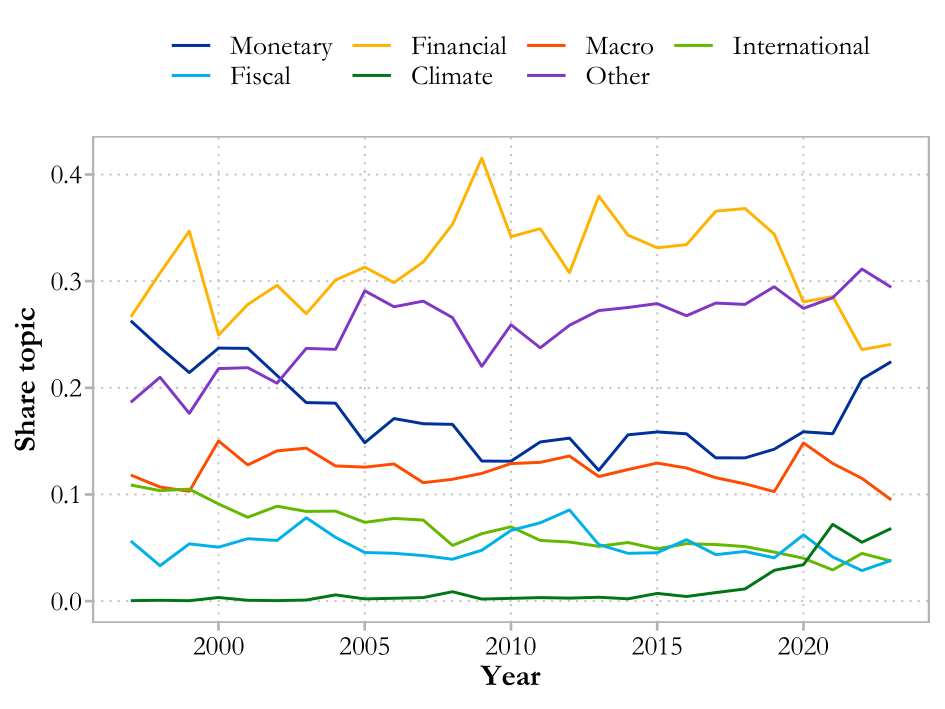 Monetary Financial Macro International
Fiscal Climate Other
0.4
0.3
0.2
0.1
0.0
Share topic
2000 2005 2010 2015 2020
Year